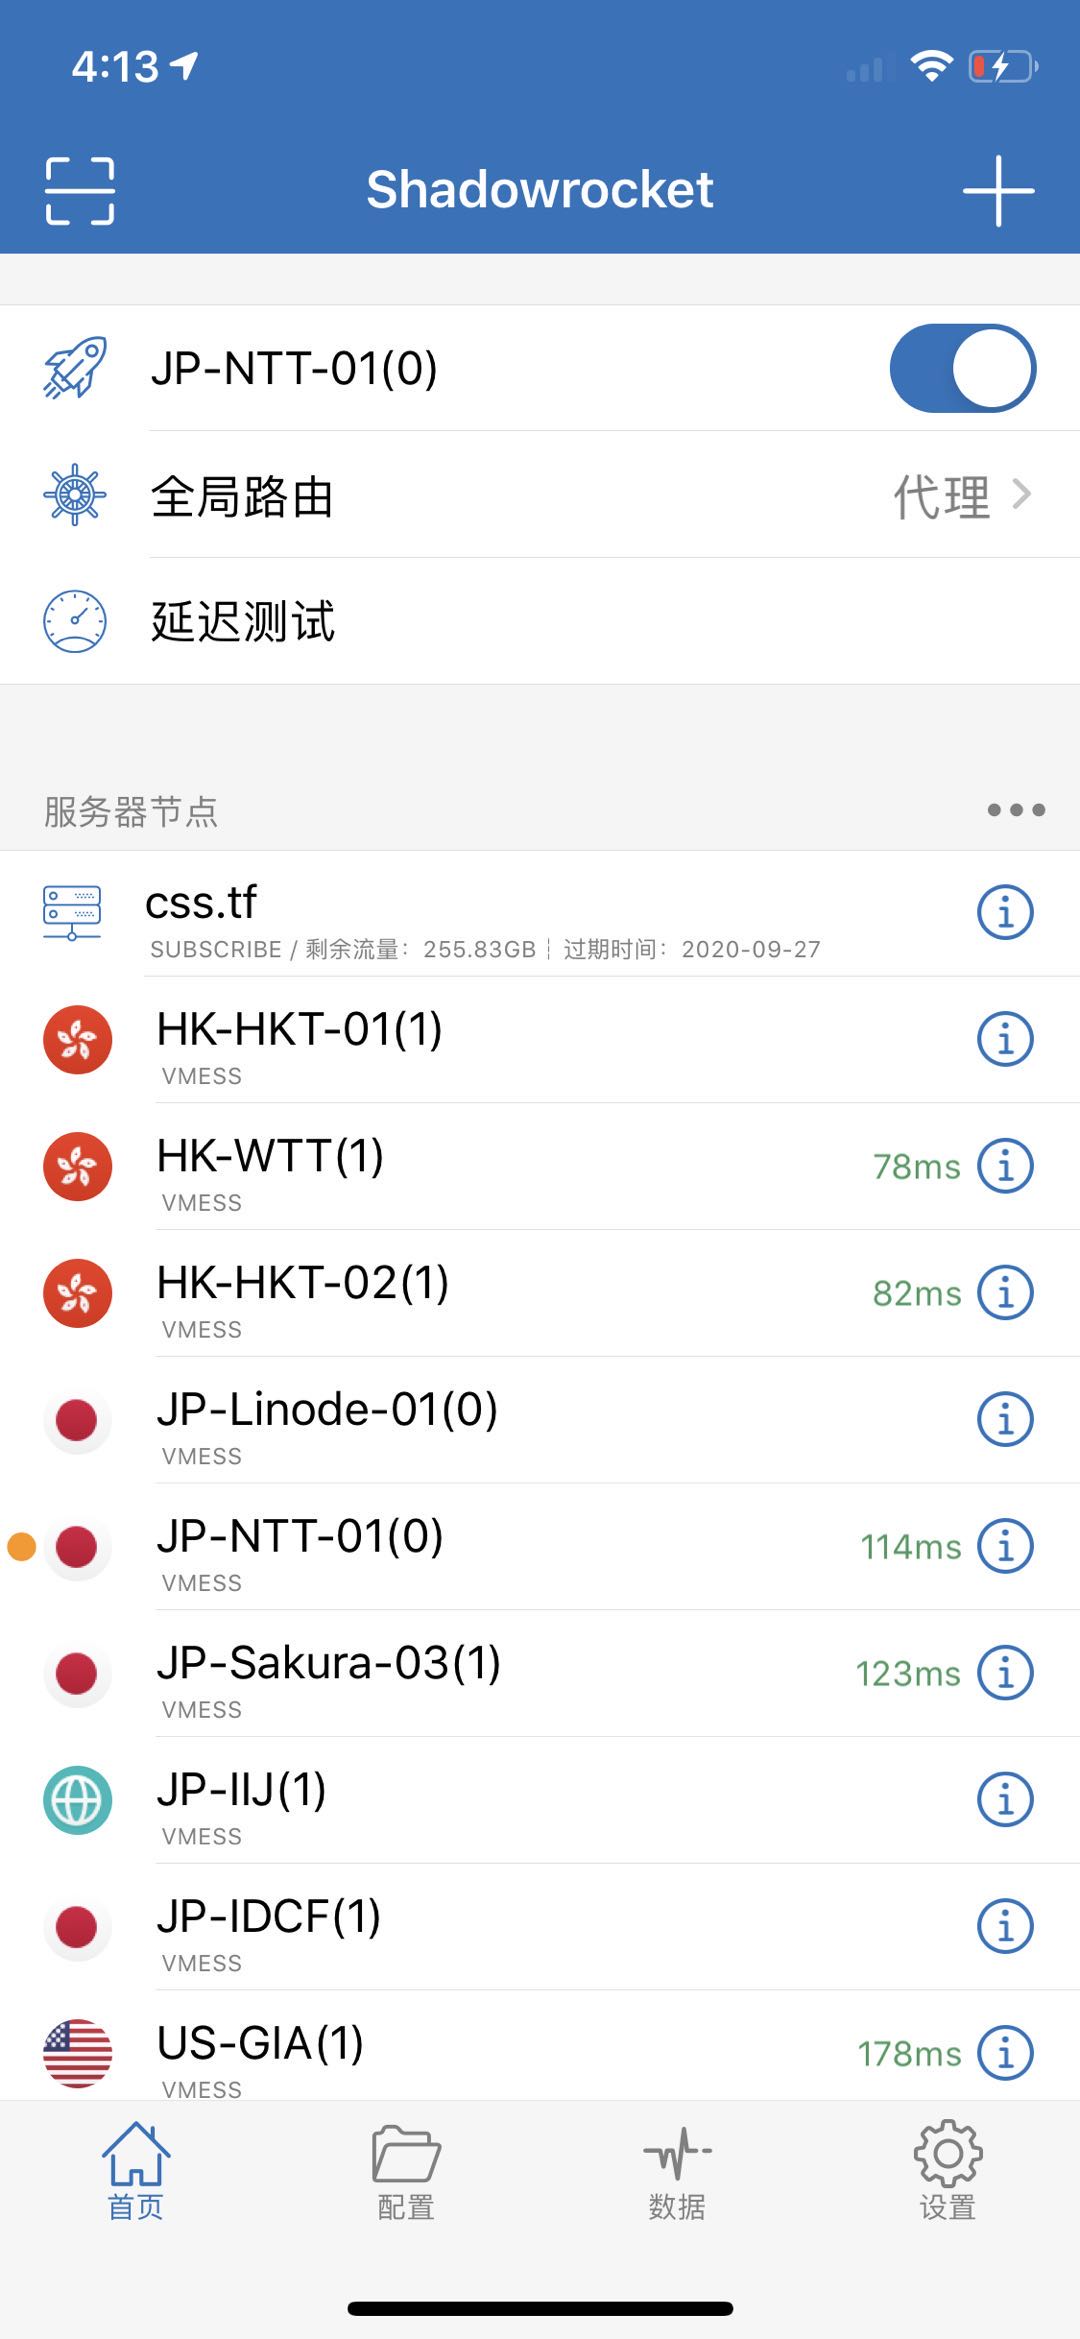 4:13
Shadowrocket
JP-NTT-01(0)
全局路由 代理
延迟测试
服务器节点
css.tf
SUBSCRIBE / 剩余流量：255.83GB ¦ 过期时间：2020-09-27
HK-HKT-01(1)
VMESS
HK-WTT(1) 78ms
VMESS
HK-HKT-02(1) 82ms
VMESS
JP-Linode-01(0)
VMESS
JP-NTT-01(0) 114ms
VMESS
JP-Sakura-03(1) 123ms
VMESS
JP-IIJ(1)
VMESS
JP-IDCF(1)
VMESS
US-GIA(1) 178ms
VMESS
首页 配置 数据 设置